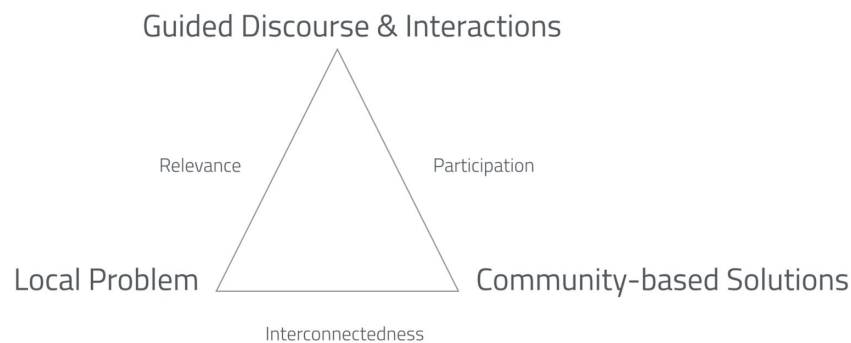 Guided Discourse & Interactions
Relevance
Participation
Local Problem
Community-based Solutions
Interconnectedness